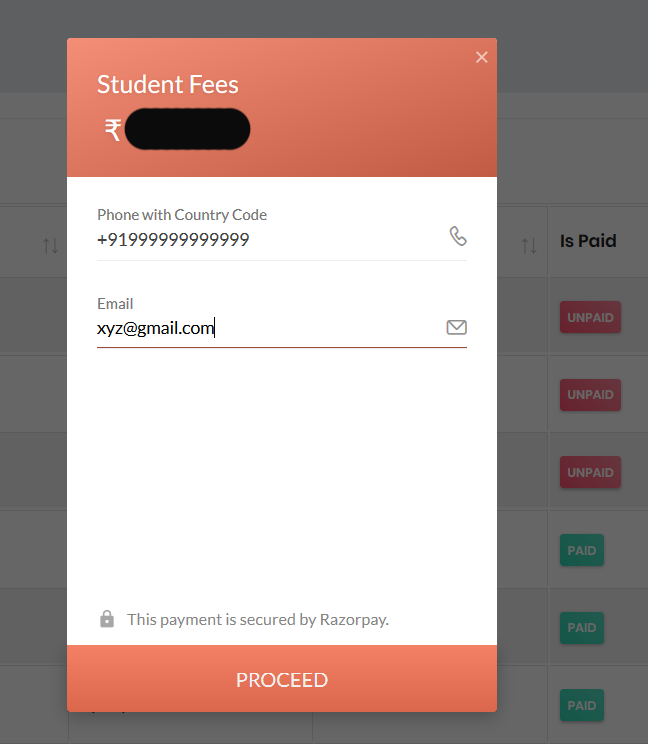 Student Fees
₹
Phone with Country Code
+91999999999999
Email
xyz@gmail.com
This payment is secured by Razorpay.
PROCEED
Is Paid
UNPAID
UNPAID
UNPAID
PAID
PAID
PAID